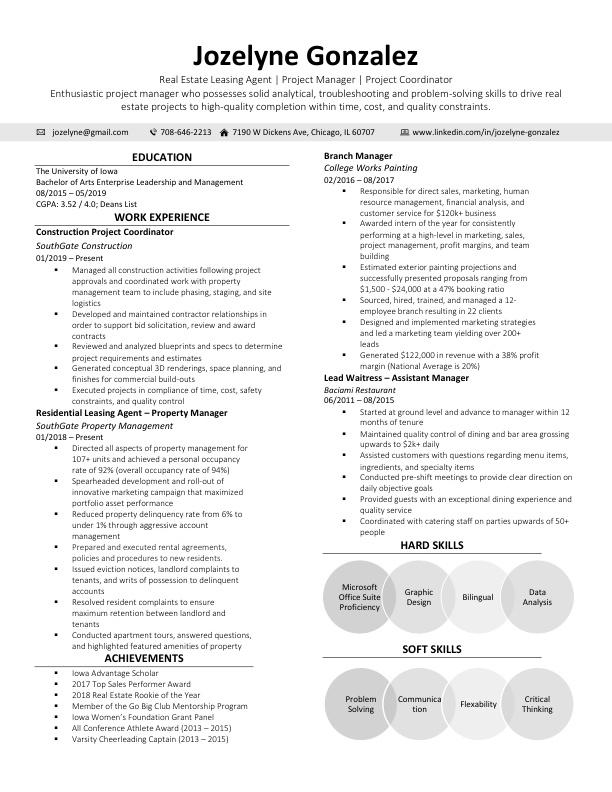 Jozelyne Gonzalez
Real Estate Leasing Agent | Project Manager | Project Coordinator
Enthusiastic project manager who possesses solid analytical, troubleshooting and problem-solving skills to drive real
estate projects to high-quality completion within time, cost, and quality constraints.
jozelyne@gmail.com 708-646-2213 7190 W Dickens Ave, Chicago, IL 60707 www.linkedin.com/in/jozelyne-gonzalez
EDUCATION
The University of Iowa
Bachelor of Arts Enterprise Leadership and Management
08/2015 – 05/2019
CGPA: 3.52 / 4.0; Deans List
WORK EXPERIENCE
Construction Project Coordinator
SouthGate Construction
01/2019 – Present
▪ Managed all construction activities following project
approvals and coordinated work with property
management team to include phasing, staging, and site
logistics
▪ Developed and maintained contractor relationships in
order to support bid solicitation, review and award
contracts
▪ Reviewed and analyzed blueprints and specs to determine
project requirements and estimates
▪ Generated conceptual 3D renderings, space planning, and
finishes for commercial build-outs
▪ Executed projects in compliance of time, cost, safety
constraints, and quality control
Residential Leasing Agent – Property Manager
SouthGate Property Management
01/2018 – Present
▪ Directed all aspects of property management for
107+ units and achieved a personal occupancy
rate of 92% (overall occupancy rate of 94%)
▪ Spearheaded development and roll-out of
innovative marketing campaign that maximized
portfolio asset performance
▪ Reduced property delinquency rate from 6% to
under 1% through aggressive account
management
▪ Prepared and executed rental agreements,
policies and procedures to new residents.
▪ Issued eviction notices, landlord complaints to
tenants, and writs of possession to delinquent
accounts
▪ Resolved resident complaints to ensure
maximum retention between landlord and
tenants
▪ Conducted apartment tours, answered questions,
and highlighted featured amenities of property
ACHIEVEMENTS
▪ Iowa Advantage Scholar
▪ 2017 Top Sales Performer Award
▪ 2018 Real Estate Rookie of the Year
▪ Member of the Go Big Club Mentorship Program
▪ Iowa Women's Foundation Grant Panel
▪ All Conference Athlete Award (2013 – 2015)
▪ Varsity Cheerleading Captain (2013 – 2015)
Branch Manager
College Works Painting
02/2016 – 08/2017
▪ Responsible for direct sales, marketing, human
resource management, financial analysis, and
customer service for $120k+ business
▪ Awarded intern of the year for consistently
performing at a high-level in marketing, sales,
project management, profit margins, and team
building
▪ Estimated exterior painting projections and
successfully presented proposals ranging from
$1,500 - $24,000 at a 47% booking ratio
▪ Sourced, hired, trained, and managed a 12-
employee branch resulting in 22 clients
▪ Designed and implemented marketing strategies
and led a marketing team yielding over 200+
leads
▪ Generated $122,000 in revenue with a 38% profit
margin (National Average is 20%)
Lead Waitress – Assistant Manager
Baciami Restaurant
06/2011 – 08/2015
▪ Started at ground level and advance to manager within 12
months of tenure
▪ Maintained quality control of dining and bar area grossing
upwards to $2k+ daily
▪ Assisted customers with questions regarding menu items,
ingredients, and specialty items
▪ Conducted pre-shift meetings to provide clear direction on
daily objective goals
▪ Provided guests with an exceptional dining experience and
quality service
▪ Coordinated with catering staff on parties upwards of 50+
people
HARD SKILLS
Microsoft
Office Suite
Proficiency
Graphic
Design
Bilingual
Data
Analysis
SOFT SKILLS
Problem
Solving
Communica
tion
Flexability
Critical
Thinking